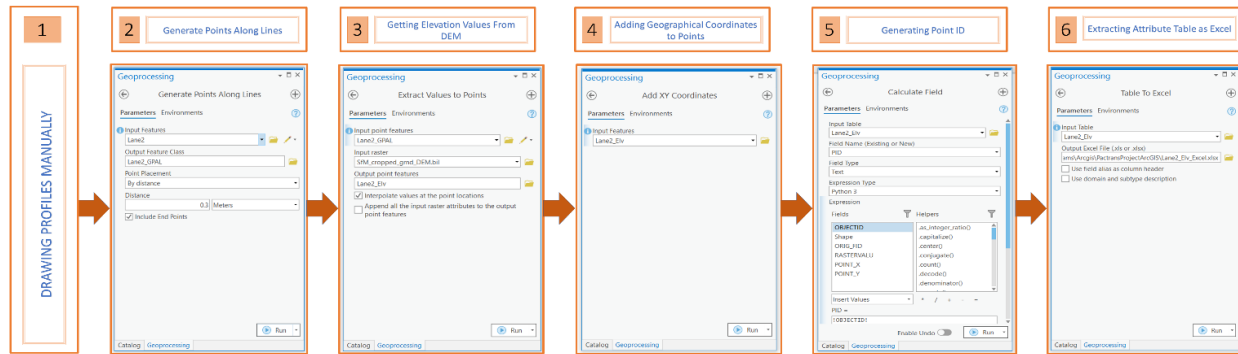 1
DRAWING PROFILES MANUALLY
2
Generate Points Along Lines
Geoprocessing
Generate Points Along Lines
Parameters Environments
Input Features
Lane2
Output Feature Class
Lane2_GPAL
Point Placement
By distance
Distance
0.3 Meters
Include End Points
Run
Catalog Geoprocessing
3
Getting Elevation Values From
DEM
Geoprocessing
Extract Values to Points
Parameters Environments
Input point features
Lane2_GPAL
Input raster
SfM_cropped_grnd_DEM.bil
Output point features
Lane2_Elv
Interpolate values at the point locations
Append all the input raster attributes to the output
point features
Run
Catalog Geoprocessing
4
Adding Geographical Coordinates
to Points
Geoprocessing
Add XY Coordinates
Parameters Environments
Input Features
Lane2_Elv
Run
Catalog Geoprocessing
5
Generating Point ID
Geoprocessing
Calculate Field
Parameters Environments
Input Table
Lane2_Elv
Field Name (Existing or New)
PID
Field Type
Text
Expression Type
Python 3
Expression
Fields Helpers
OBJECTID .as_integer_ratio()
Shape .capitalize()
ORIG_FID .center()
RASTERVALU .conjugate()
POINT_X .count()
POINT_Y .decode()
.denominator()
Insert Values * / + - =
PID =
!OBJECTID!
Enable Undo Run
Catalog Geoprocessing
6
Extracting Attribute Table as Excel
Geoprocessing
Table To Excel
Parameters Environments
Input Table
Output Excel File (.xls or .xlsx)
\Arcgis\PactransProjectArcGIS\Lane2_Elv_Excel.xlsx
Use field alias as column header
Use domain and subtype description
Run
Catalog Geoprocessing